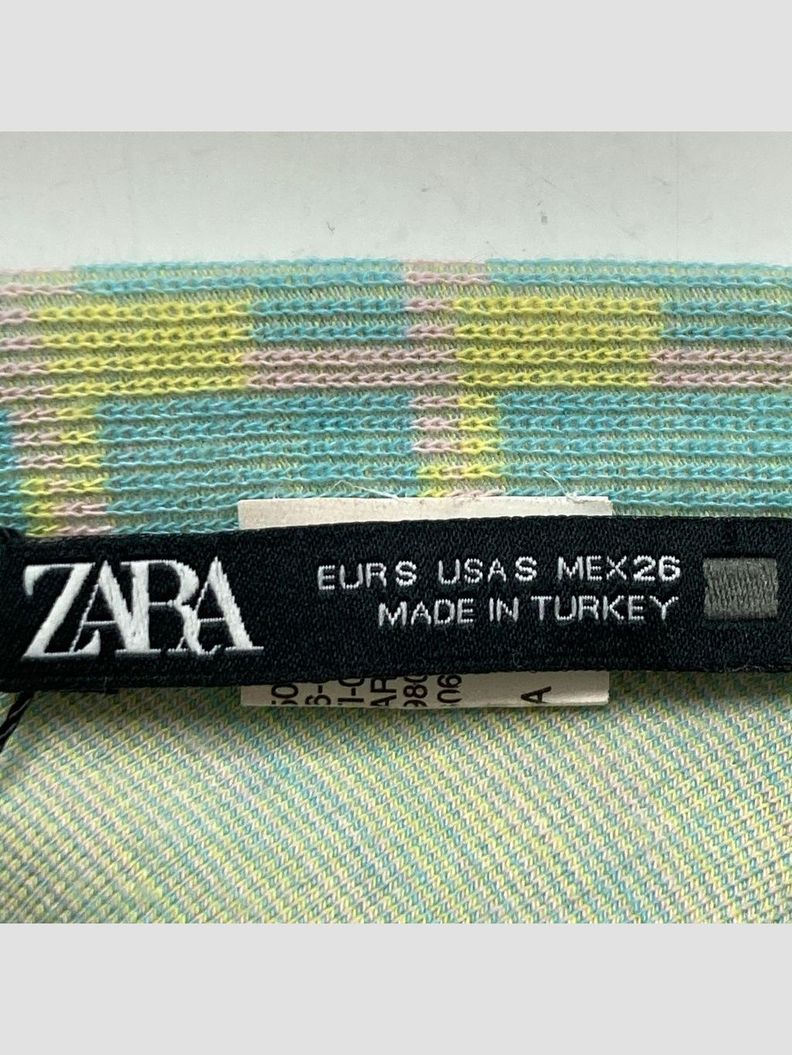 ZARA
EUR S USA S MEX 26
MADE IN TURKEY
A